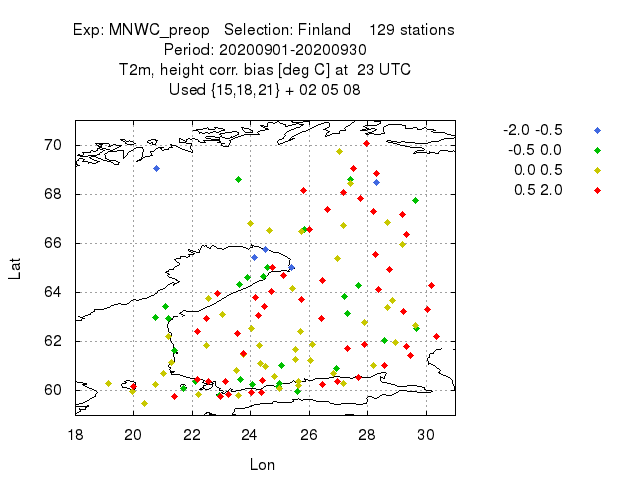 Exp: MNWC_preop   Selection: Finland    129 stations
Period: 20200901-20200930
T2m, height corr. bias [deg C] at  23 UTC
Used {15,18,21} + 02 05 08
-2.0 -0.5
-0.5 0.0
0.0 0.5
0.5 2.0
70
68
66
64
62
60
Lat
18 20 22 24 26 28 30
Lon